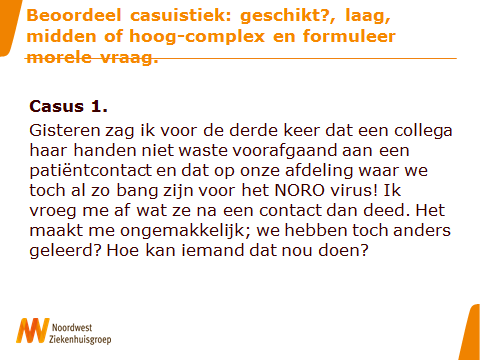 Beoordeel casuistiek: geschikt?, laag,
midden of hoog-complex en formuleer
morele vraag.
Casus 1.
Gisteren zag ik voor de derde keer dat een collega
haar handen niet waste voorafgaand aan een
patiëntcontact en dat op onze afdeling waar we
toch al zo bang zijn voor het NORO virus! Ik
vroeg me af wat ze na een contact dan deed. Het
maakt me ongemakkelijk; we hebben toch anders
geleerd? Hoe kan iemand dat nou doen?
Noordwest
Ziekenhuisgroep